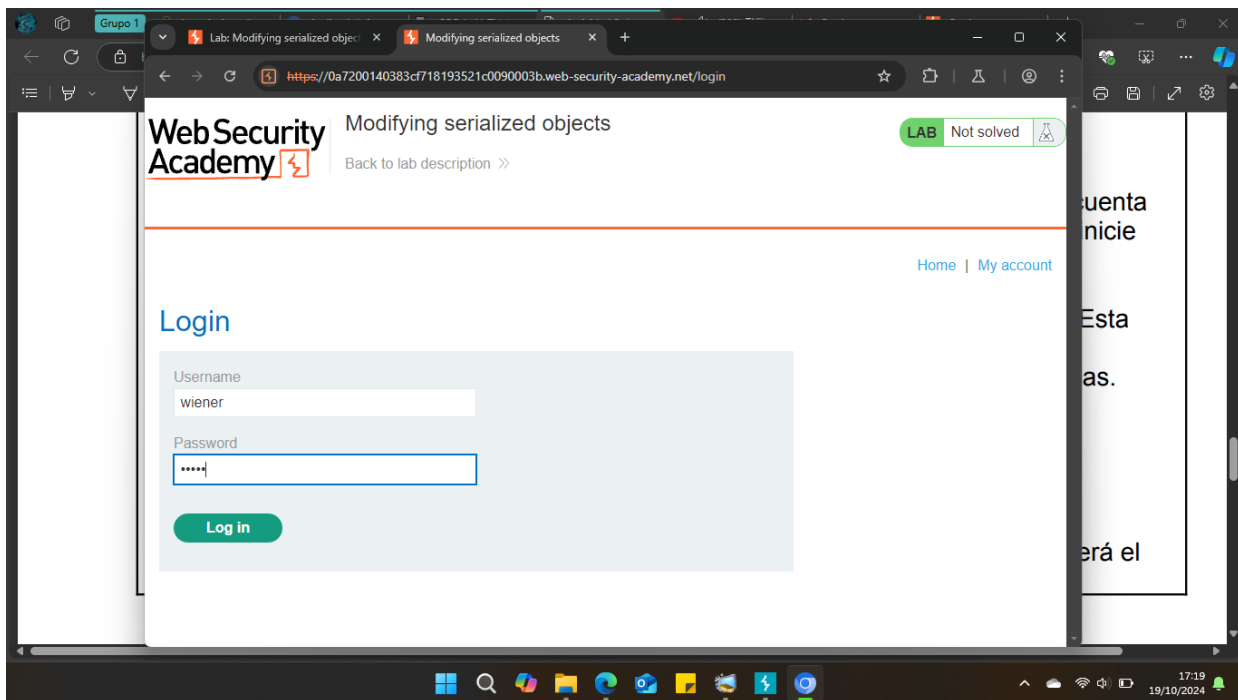 Grupo 1
Lab: Modifying serialized object
Modifying serialized objects
https://0a7200140383cf718193521c0090003b.web-security-academy.net/login
Web Security
Academy
Modifying serialized objects
Back to lab description
LAB Not solved
cuenta
inicie
Home | My account
Esta
Login
as.
Username
wiener
Password
•••••
Log in
erá el
17:19
19/10/2024